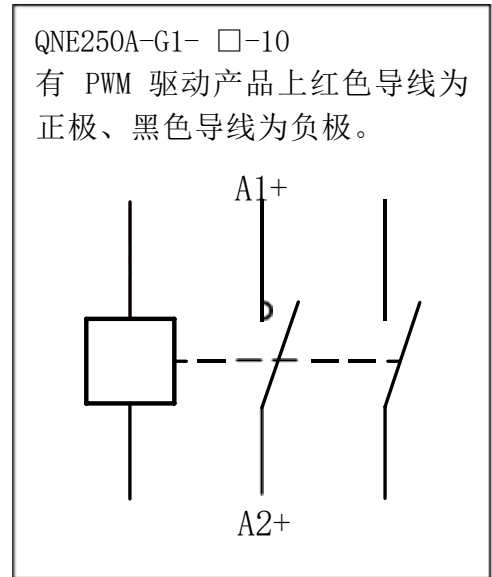 QNE250A-G1- □-10
有 PWM 驱动产品上红色导线为
正极、黑色导线为负极。
A1+
A2+